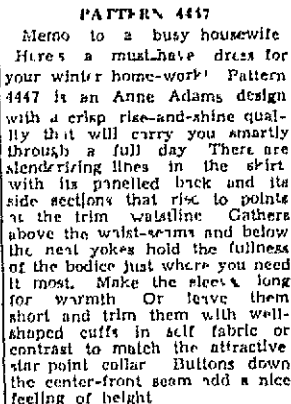 PATTERN 4447
Memo to a busy housewife
Here's a must-have dress for
your winter home-work! Pattern
4447 is an Anne Adams design
with a crisp rise-and-shine qual-
ity that will carry you smartly
through a full day There are
slenderizing lines in the skirt
with its panelled back and its
side sections that rise to points
at the trim waistline Gathers
above the waist-seams and below
the neat yokes hold the fullness
of the bodice just where you need
it most. Make the sleeves long
for warmth Or leave them
short and trim them with well-
shaped cuffs in self fabric or
contrast to match the attractive
star point collar Buttons down
the center-front seam add a nice
feeling of height